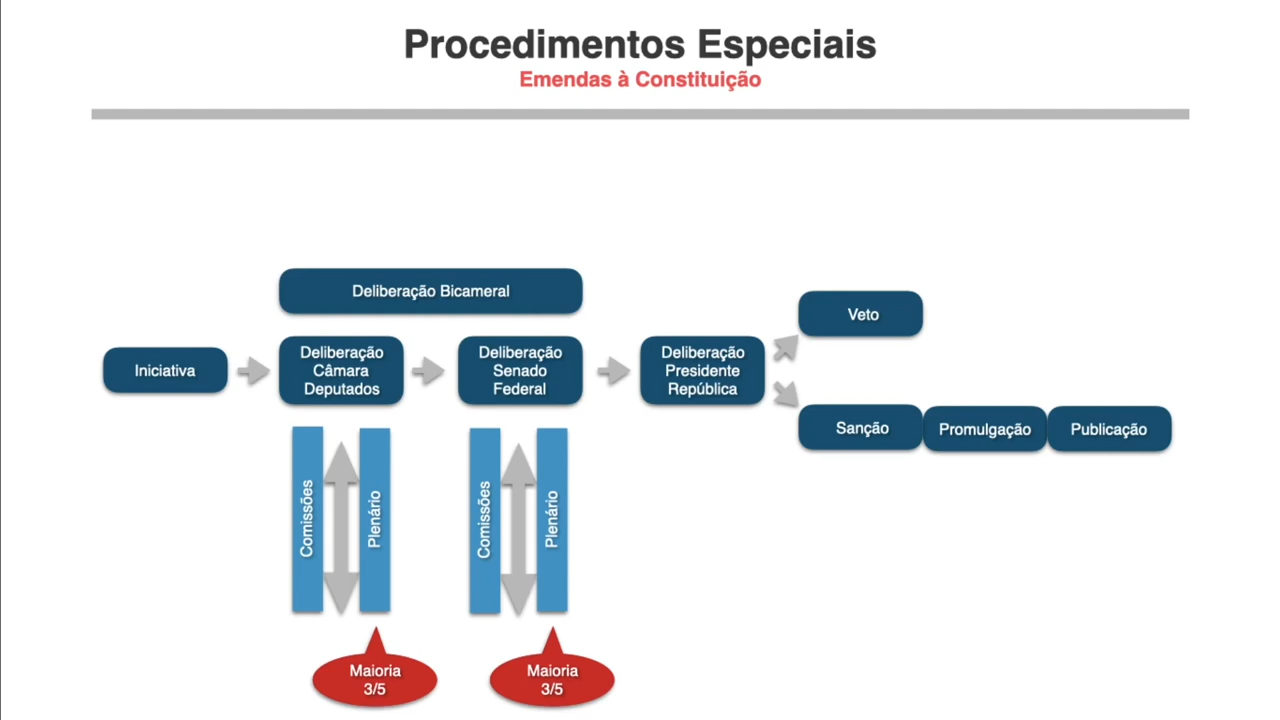 Procedimentos Especiais
Emendas à Constituição
Deliberação Bicameral
Iniciativa
Deliberação
Câmara
Deputados
Deliberação
Senado
Federal
Deliberação
Presidente
República
Veto
Sanção
Promulgação
Publicação
Comissões
Plenário
Comissões
Plenário
Maioria
3/5
Maioria
3/5